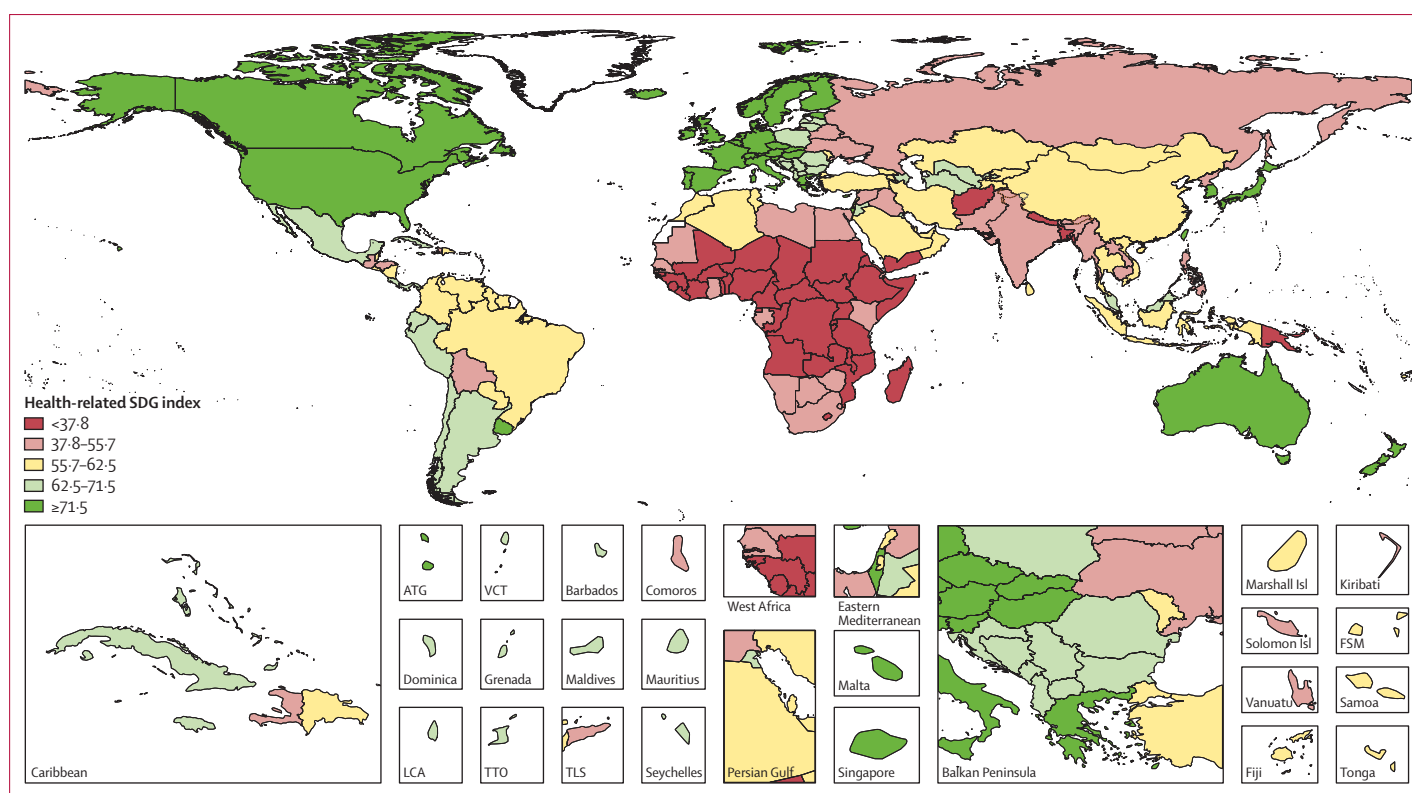 Health-related SDG index
<37·8
37·8–55·7
55·7–62·5
62·5–71·5
≥71·5
Caribbean
ATG
VCT
Barbados
Comoros
Dominica
Grenada
Maldives
Mauritius
LCA
TTO
TLS
Seychelles
West Africa
Eastern
Mediterranean
Persian Gulf
Malta
Singapore
Balkan Peninsula
Marshall Isl
Kiribati
Solomon Isl
FSM
Vanuatu
Samoa
Fiji
Tonga